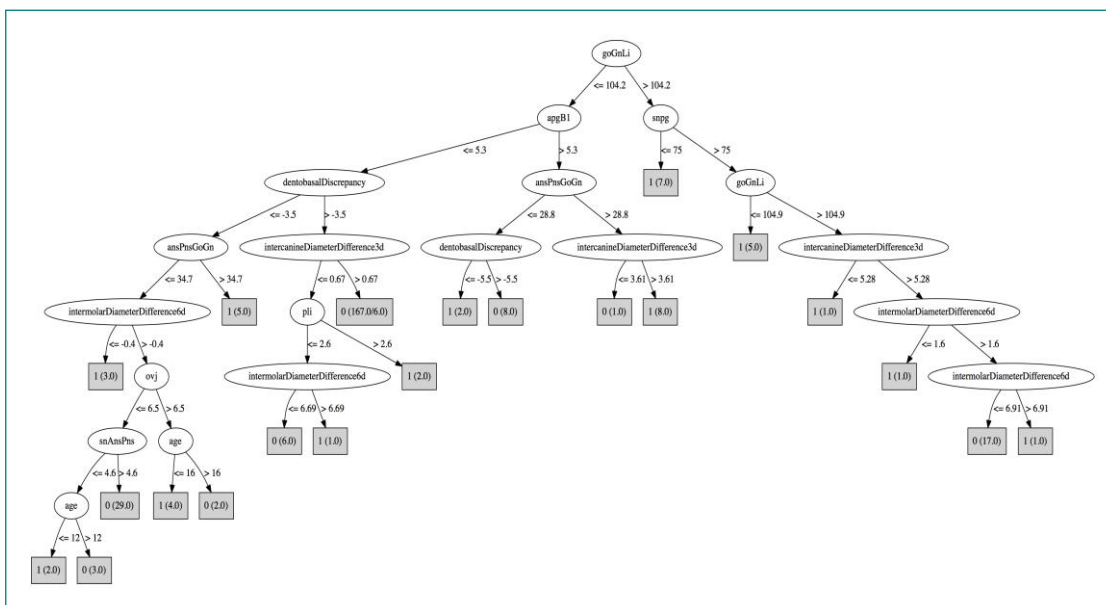 goGnLi
<= 104.2 > 104.2
apgB1 snpg
<= 5.3 > 5.3 <= 75 > 75
dentobasalDiscrepancy ansPnsGoGn 1 (7.0) goGnLi
<= -3.5 > -3.5 <= 28.8 > 28.8 <= 104.9 > 104.9
ansPnsGoGn intercanineDiameterDifference3d dentobasalDiscrepancy intercanineDiameterDifference3d 1 (5.0) intercanineDiameterDifference3d
<= 34.7 > 34.7 <= 0.67 > 0.67 <= -5.5 > -5.5 <= 3.61 > 3.61 <= 5.28 > 5.28
intermolarDiameterDifference6d 1 (5.0) pli 0 (167.0/6.0) 1 (2.0) 0 (8.0) 0 (1.0) 1 (8.0) 1 (1.0) intermolarDiameterDifference6d
<= -0.4 > -0.4 <= 2.6 > 2.6 <= 1.6 > 1.6
1 (3.0) ovj intermolarDiameterDifference6d 1 (2.0) 1 (1.0) intermolarDiameterDifference6d
<= 6.5 > 6.5 <= 6.69 > 6.69 <= 6.91 > 6.91
snAnsPns age 0 (6.0) 1 (1.0) 0 (17.0) 1 (1.0)
<= 4.6 > 4.6 <= 16 > 16
age 0 (29.0) 1 (4.0) 0 (2.0)
<= 12 > 12
1 (2.0) 0 (3.0)